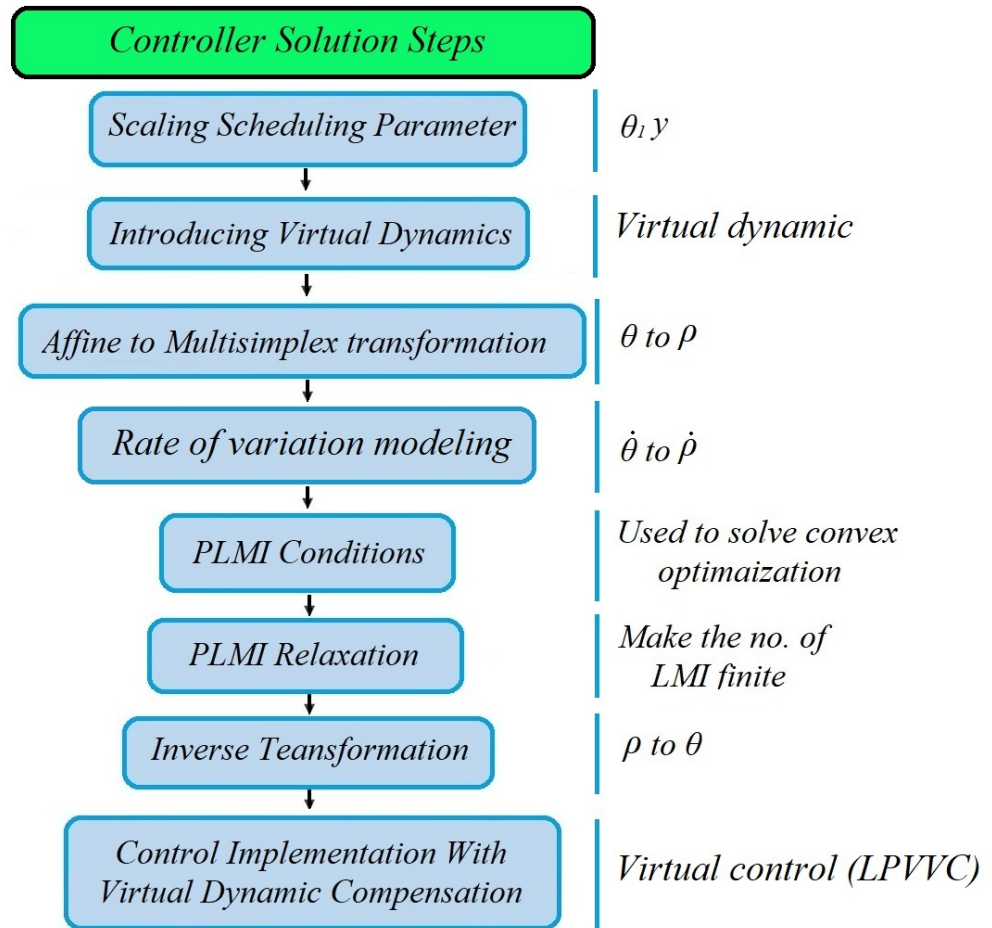 Controller Solution Steps
Scaling Scheduling Parameter
θ₁ y
Introducing Virtual Dynamics
Virtual dynamic
Affine to Multisimplex transformation
θ to ρ
Rate of variation modeling
θ̇ to ρ̇
PLMI Conditions
Used to solve convex
optimaization
PLMI Relaxation
Make the no. of
LMI finite
Inverse Teansformation
ρ to θ
Control Implementation With
Virtual Dynamic Compensation
Virtual control (LPVVC)